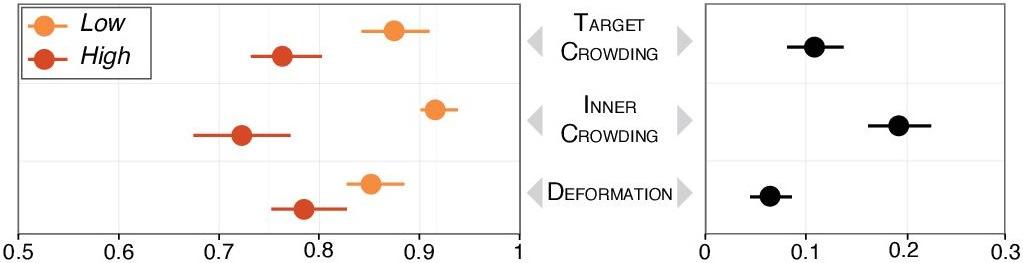 Low
High
TARGET
CROWDING
INNER
CROWDING
DEFORMATION
0.5 0.6 0.7 0.8 0.9 1
0 0.1 0.2 0.3